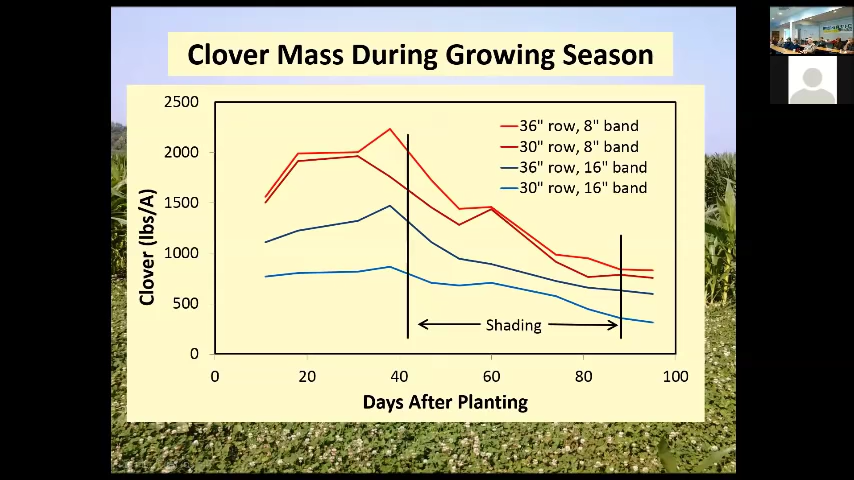 Clover Mass During Growing Season
2500
2000
1500
1000
500
0
Clover (lbs/A)
36" row, 8" band
30" row, 8" band
36" row, 16" band
30" row, 16" band
Shading
0 20 40 60 80 100
Days After Planting